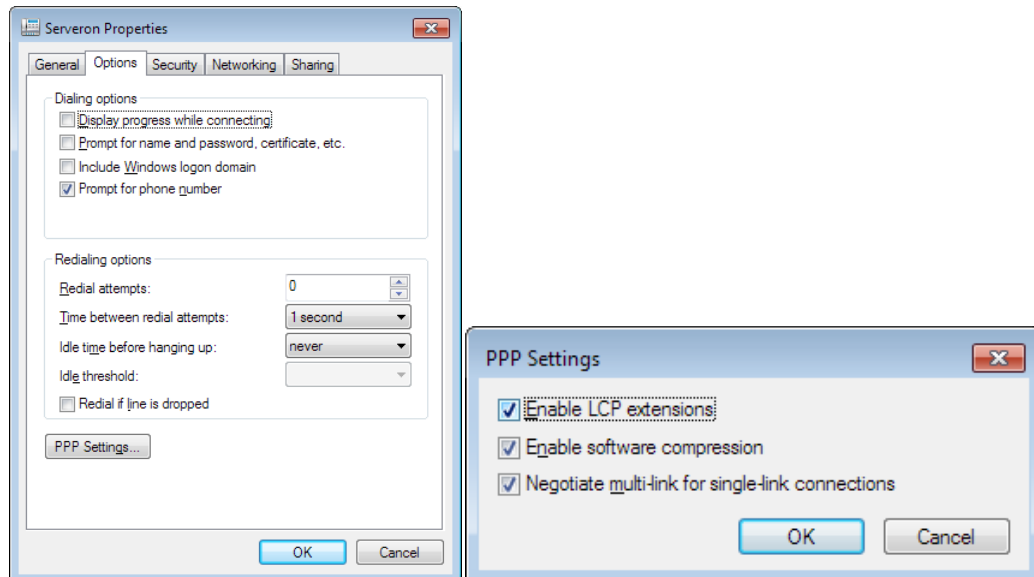 Serveron Properties
General Options Security Networking Sharing
Dialing options
Display progress while connecting
Prompt for name and password, certificate, etc.
Include Windows logon domain
Prompt for phone number
Redialing options
Redial attempts: 0
Time between redial attempts: 1 second
Idle time before hanging up: never
Idle threshold:
Redial if line is dropped
PPP Settings...
OK Cancel
PPP Settings
Enable LCP extensions
Enable software compression
Negotiate multi-link for single-link connections
OK Cancel